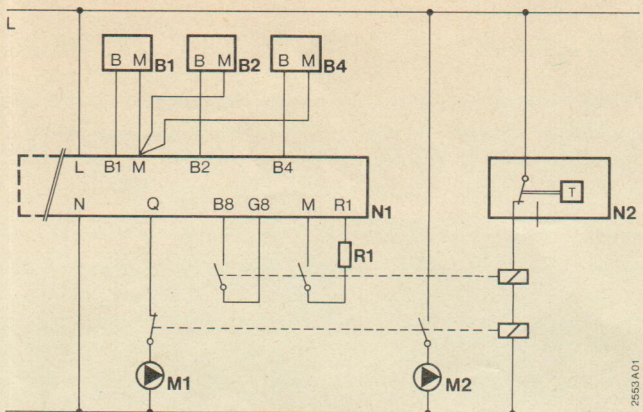 L
B M B1 B M B2 B M B4
L B1 M B2 B4
N Q B8 G8 M R1 N1
T N2
R1
M1 M2
2553A01